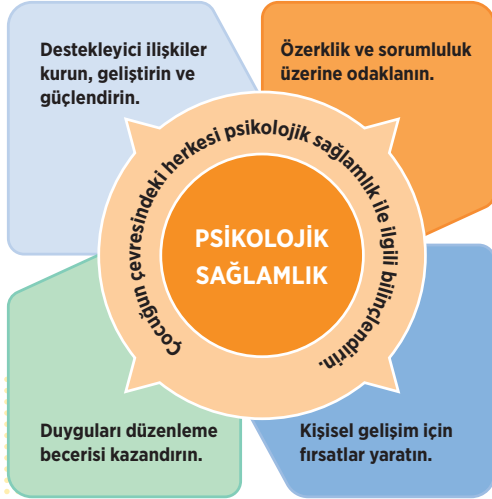 Destekleyici ilişkiler
kurun, geliştirin ve
güçlendirin.
Özerklik ve sorumluluk
üzerine odaklanın.
Çocuğun çevresindeki herkesi psikolojik sağlamlık ile ilgili bilinçlendirin.
PSİKOLOJİK
SAĞLAMLIK
Duyguları düzenleme
becerisi kazandırın.
Kişisel gelişim için
fırsatlar yaratın.